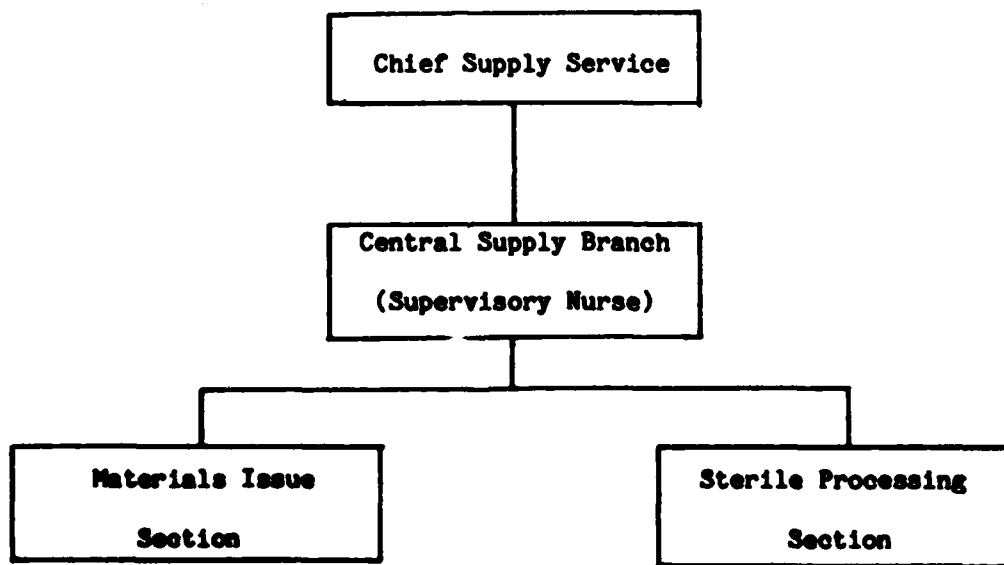 Chief Supply Service
Central Supply Branch
(Supervisory Nurse)
Materials Issue
Section
Sterile Processing
Section